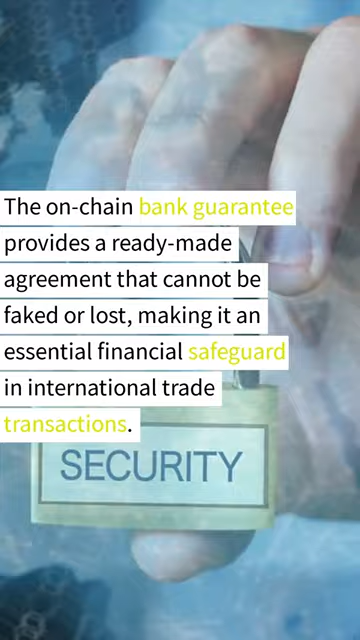 The on-chain bank guarantee
provides a ready-made
agreement that cannot be
faked or lost, making it an
essential financial safeguard
in international trade
transactions.
SECURITY